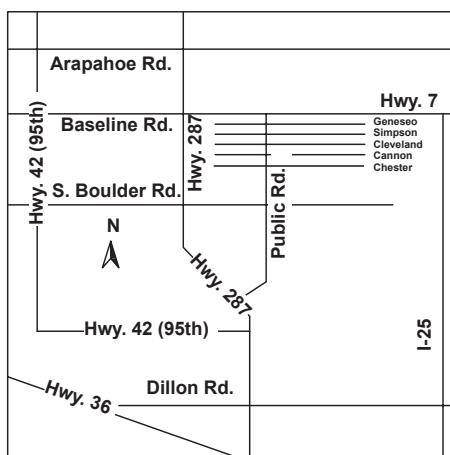 Arapahoe Rd.
Hwy. 7
Baseline Rd.
Geneseo
Simpson
Cleveland
Cannon
Chester
Hwy. 42 (95th)
Hwy. 287
S. Boulder Rd.
Public Rd.
N
Hwy. 287
Hwy. 42 (95th)
I-25
Dillon Rd.
Hwy. 36